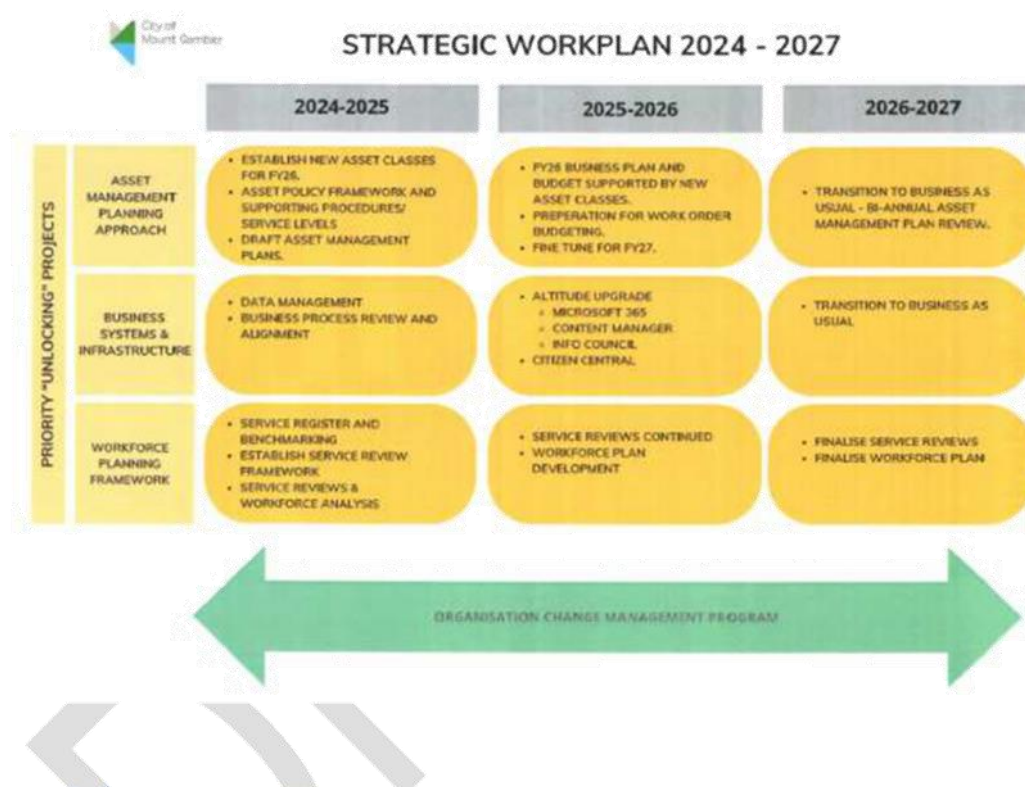 City of
Mount Gambier
STRATEGIC WORKPLAN 2024 - 2027
2024-2025
2025-2026
2026-2027
PRIORITY "UNLOCKING" PROJECTS
ASSET
MANAGEMENT
PLANNING
APPROACH
• ESTABLISH NEW ASSET CLASSES
FOR FY26.
• ASSET POLICY FRAMEWORK AND
SUPPORTING PROCEDURES/
SERVICE LEVELS
• DRAFT ASSET MANAGEMENT
PLANS.
• FY26 BUSINESS PLAN AND
BUDGET SUPPORTED BY NEW
ASSET CLASSES.
• PREPARATION FOR WORK ORDER
BUDGETING.
• FINE TUNE FOR FY27.
• TRANSITION TO BUSINESS AS
USUAL - BI-ANNUAL ASSET
MANAGEMENT PLAN REVIEW.
BUSINESS
SYSTEMS &
INFRASTRUCTURE
• DATA MANAGEMENT
• BUSINESS PROCESS REVIEW AND
ALIGNMENT
• ALTITUDE UPGRADE
○ MICROSOFT 365
○ CONTENT MANAGER
○ INFO COUNCIL
• CITIZEN CENTRAL
• TRANSITION TO BUSINESS AS
USUAL
WORKFORCE
PLANNING
FRAMEWORK
• SERVICE REGISTER AND
BENCHMARKING
• ESTABLISH SERVICE REVIEW
FRAMEWORK
• SERVICE REVIEWS &
WORKFORCE ANALYSIS
• SERVICE REVIEWS CONTINUED
• WORKFORCE PLAN
DEVELOPMENT
• FINALISE SERVICE REVIEWS
• FINALISE WORKFORCE PLAN
ORGANISATION CHANGE MANAGEMENT PROGRAM